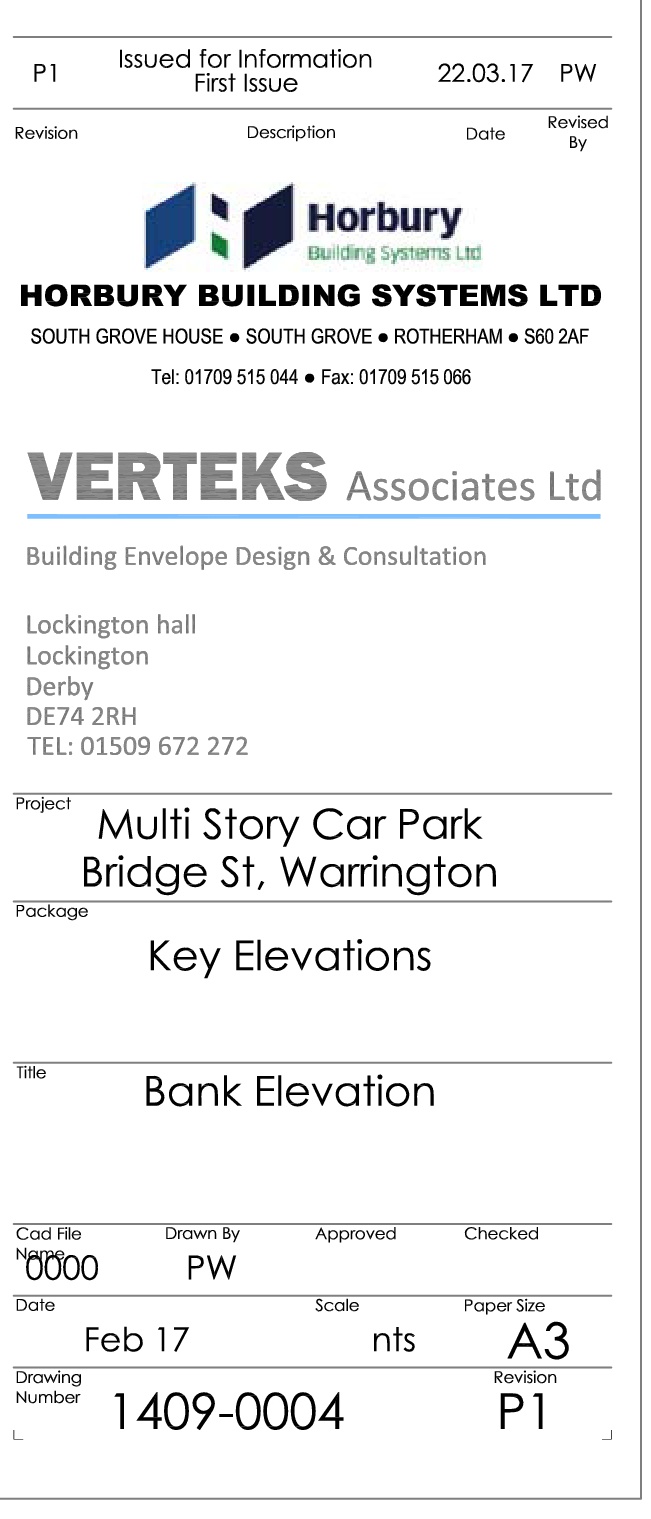 P1 Issued for Information 22.03.17 PW
First Issue
Revision Description Date Revised By
Horbury
Building Systems Ltd
HORBURY BUILDING SYSTEMS LTD
SOUTH GROVE HOUSE ● SOUTH GROVE ● ROTHERHAM ● S60 2AF
Tel: 01709 515 044 ● Fax: 01709 515 066
VERTEKS Associates Ltd
Building Envelope Design & Consultation
Lockington hall
Lockington
Derby
DE74 2RH
TEL: 01509 672 272
Project
Multi Story Car Park
Bridge St, Warrington
Package
Key Elevations
Title
Bank Elevation
Cad File Name Drawn By Approved Checked
0000 PW
Date Scale Paper Size
Feb 17 nts A3
Drawing Number Revision
1409-0004 P1